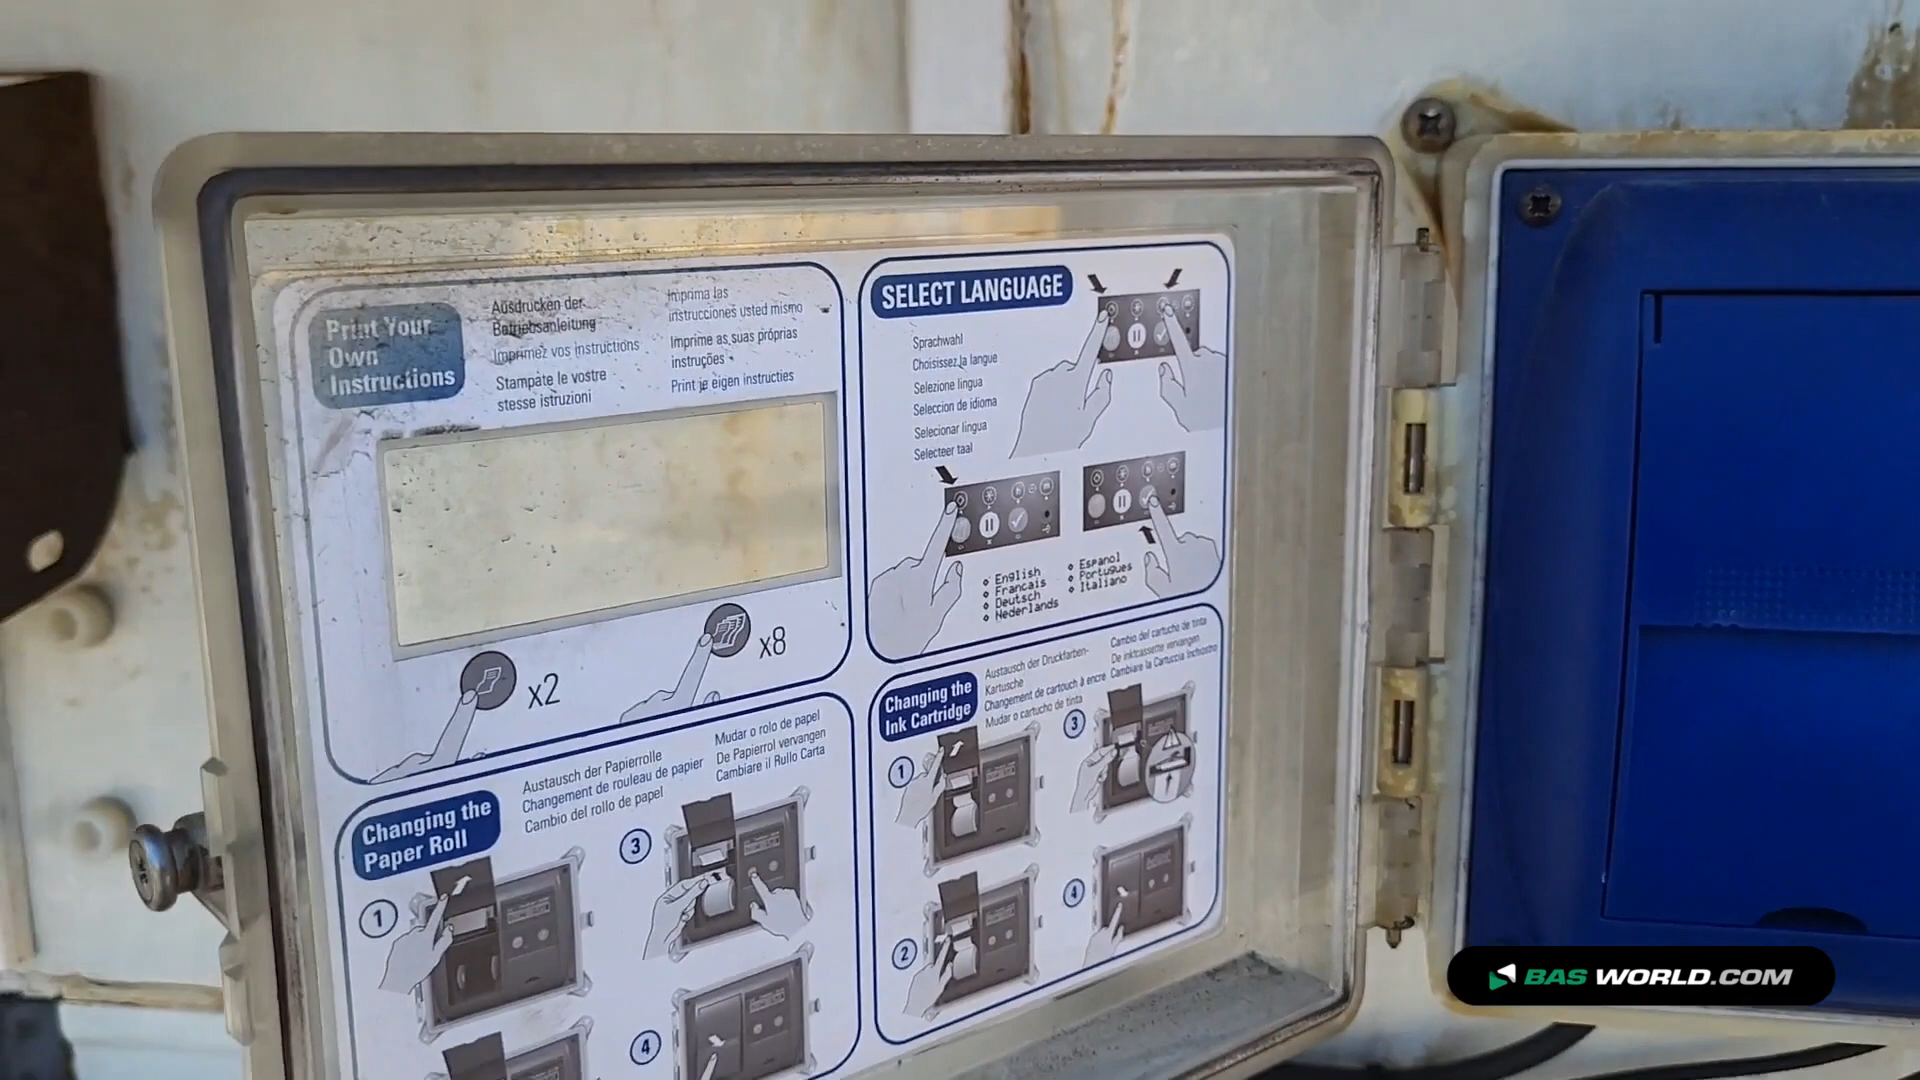 Print Your
Own
Instructions
Ausdrucken der
Betriebsanleitung
Imprimez vos instructions
Stampate le vostre
stesse istruzioni
Imprima las
instrucciones usted mismo
Imprime as suas próprias
instruções
Print je eigen instructies
x2
x8
SELECT LANGUAGE
Sprachwahl
Choisissez la langue
Selezione lingua
Seleccion de idioma
Selecionar lingua
Selecteer taal
English
Francais
Deutsch
Nederlands
Espanol
Portugues
Italiano
Changing the
Paper Roll
Austausch der Papierrolle
Changement de rouleau de papier
Cambio del rollo de papel
Mudar o rolo de papel
De Papierrol vervangen
Cambiare il Rullo Carta
1
3
4
Changing the
Ink Cartridge
Austausch der Druckfarben-
Kartusche
Changement de cartouch à encre
Mudar o cartucho de tinta
Cambio del cartucho de tinta
De inktcassette vervangen
Cambiare la Cartuccia Inchiostro
1
3
2
4
BAS WORLD.COM